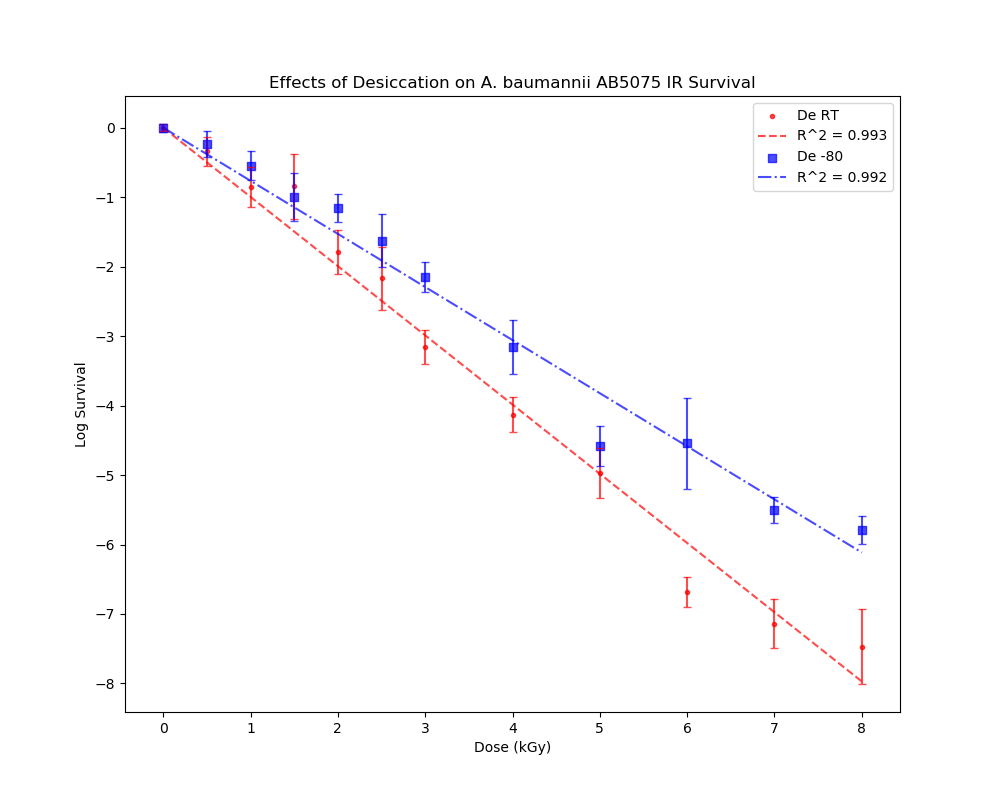 Effects of Desiccation on A. baumannii AB5075 IR Survival
De RT
R^2 = 0.993
De -80
R^2 = 0.992
Log Survival
0
−1
−2
−3
−4
−5
−6
−7
−8
0 1 2 3 4 5 6 7 8
Dose (kGy)